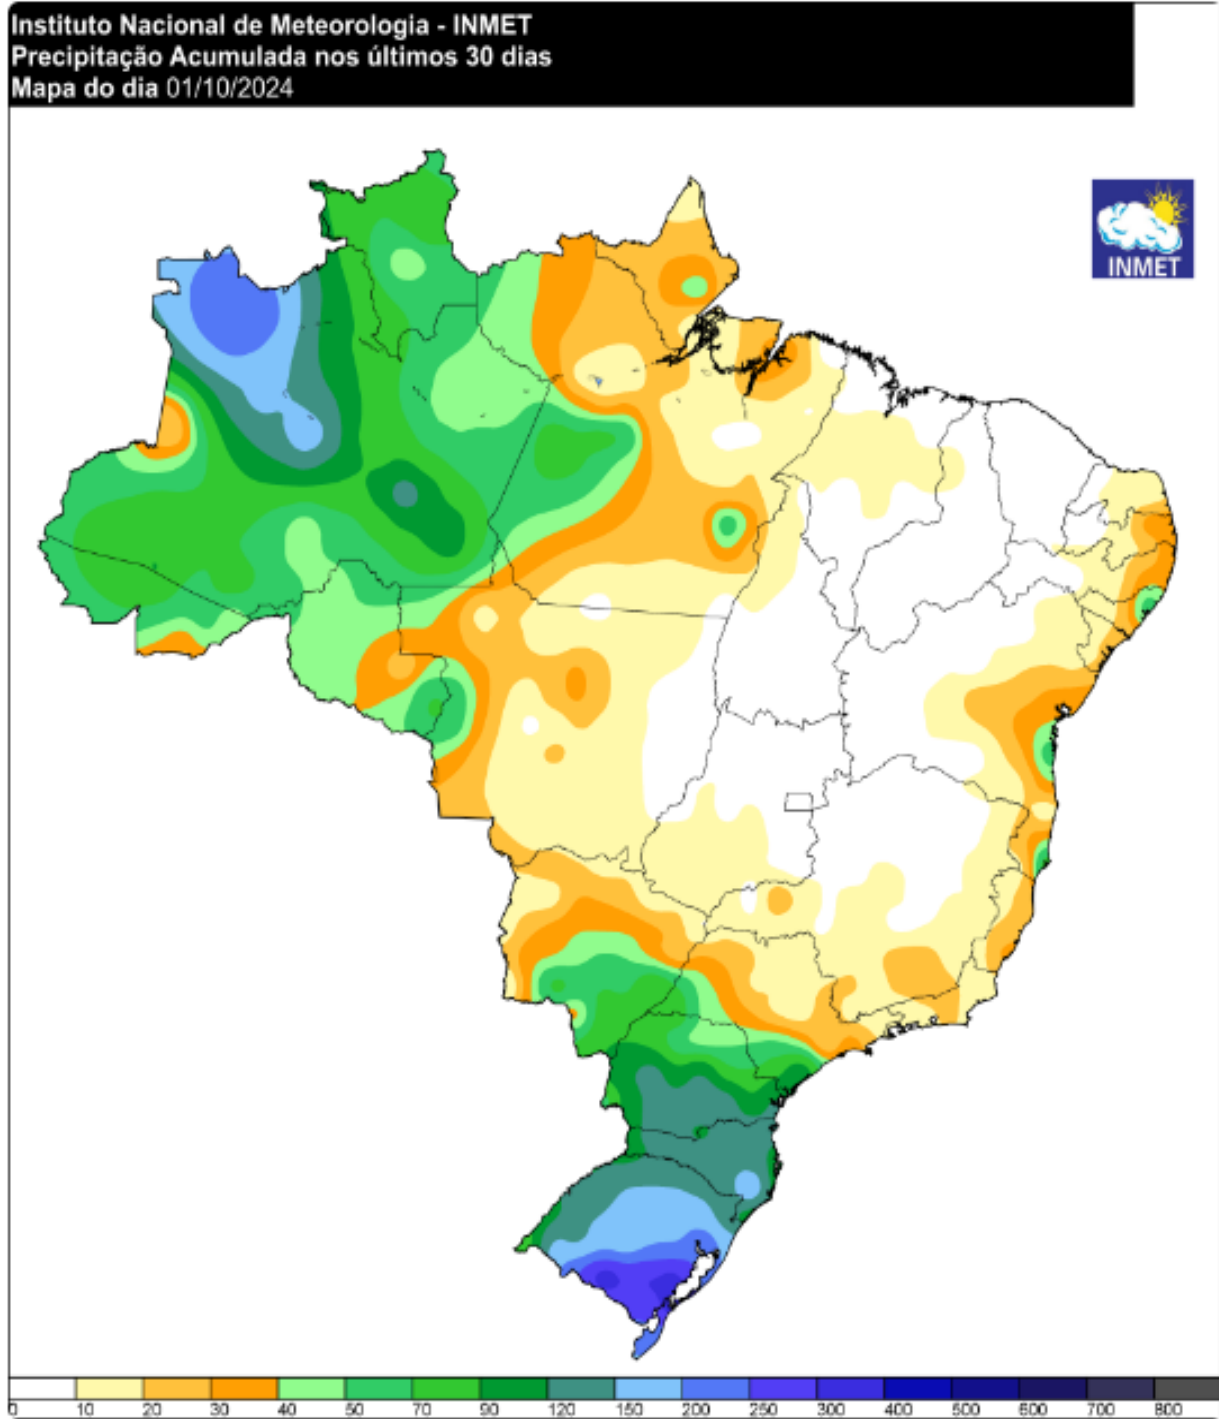 Instituto Nacional de Meteorologia - INMET
Precipitação Acumulada nos últimos 30 dias
Mapa do dia 01/10/2024
INMET
0 10 20 30 40 50 70 90 120 150 200 250 300 400 500 600 700 800